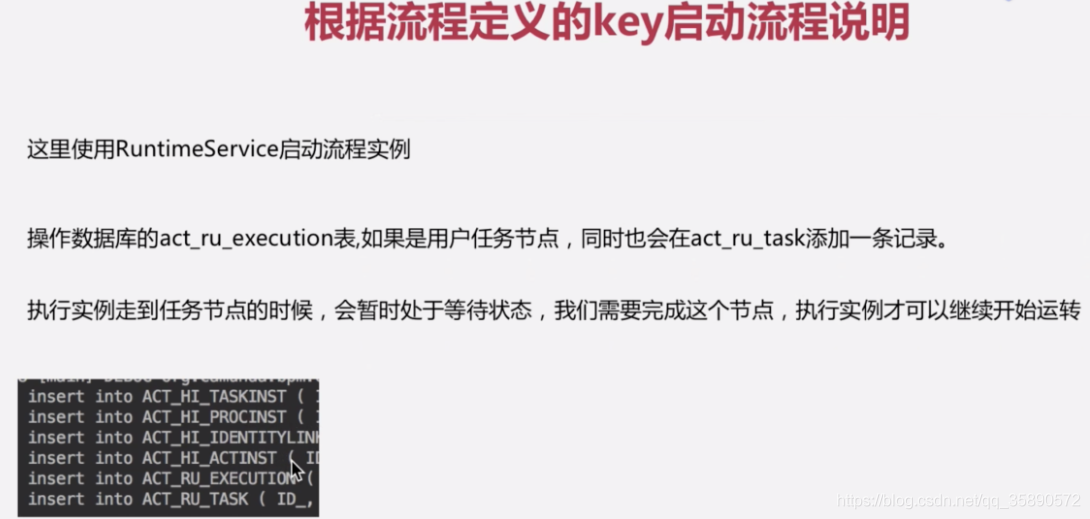 根据流程定义的key启动流程说明
这里使用RuntimeService启动流程实例
操作数据库的act_ru_execution表,如果是用户任务节点，同时也会在act_ru_task添加一条记录。
执行实例走到任务节点的时候，会暂时处于等待状态，我们需要完成这个节点，执行实例才可以继续开始运转
insert into ACT_HI_TASKINST (
insert into ACT_HI_PROCINST (
insert into ACT_HI_IDENTITYLINK
insert into ACT_HI_ACTINST ( ID
insert into ACT_RU_EXECUTION (
insert into ACT_RU_TASK ( ID_,
https://blog.csdn.net/qq_35890572